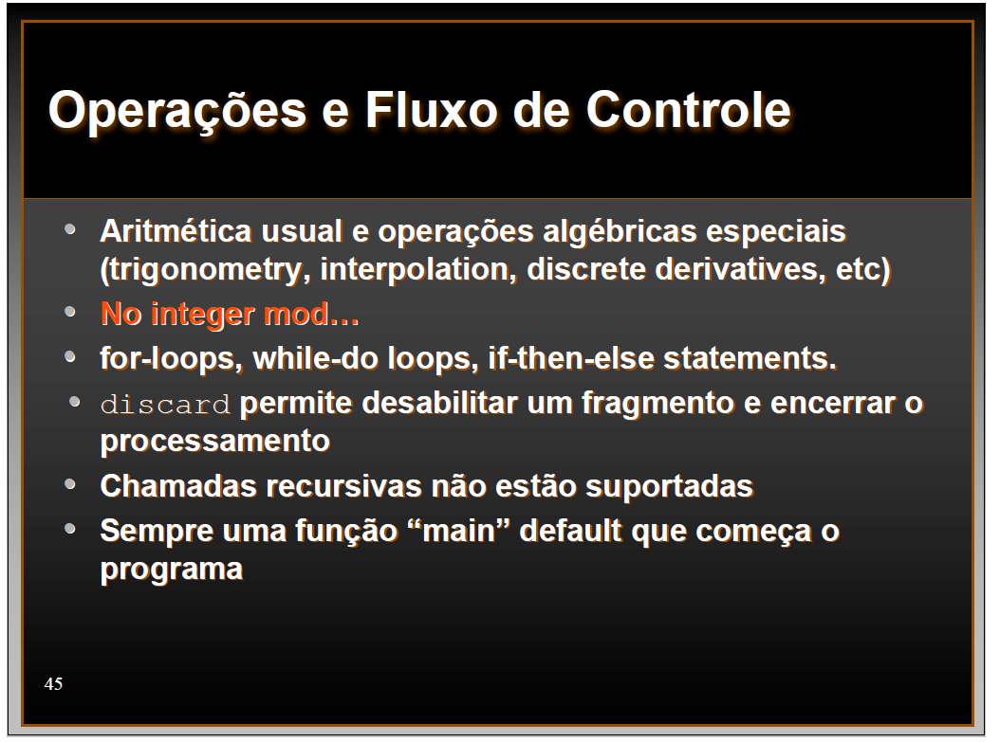 Operações e Fluxo de Controle
• Aritmética usual e operações algébricas especiais
(trigonometry, interpolation, discrete derivatives, etc)
• No integer mod…
• for-loops, while-do loops, if-then-else statements.
• discard permite desabilitar um fragmento e encerrar o
processamento
• Chamadas recursivas não estão suportadas
• Sempre uma função “main” default que começa o
programa
45